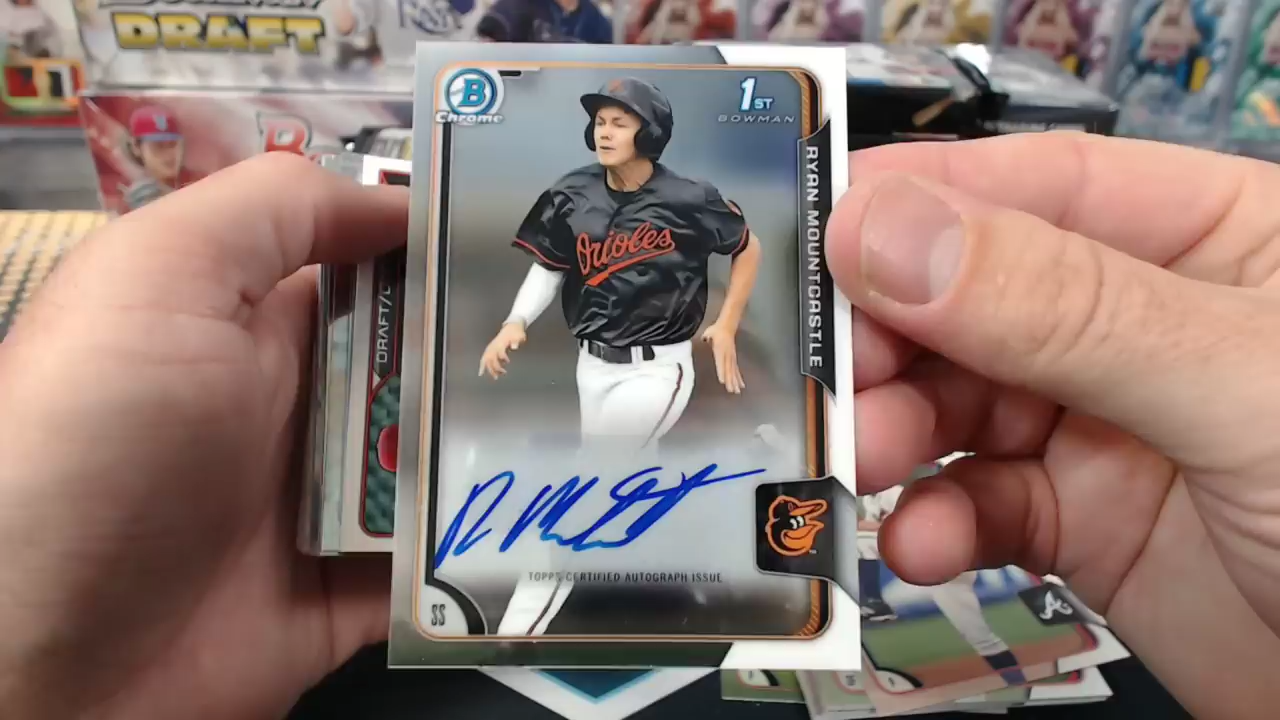 DRAFT
B
Chrome
1ST
BOWMAN
RYAN MOUNTCASTLE
Orioles
DRAFT/
TOPPS CERTIFIED AUTOGRAPH ISSUE
SS
A